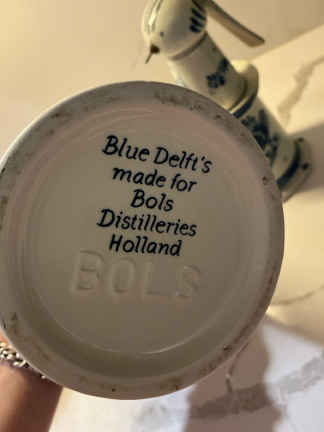 Blue Delft's
made for
Bols
Distilleries
Holland
BOLS